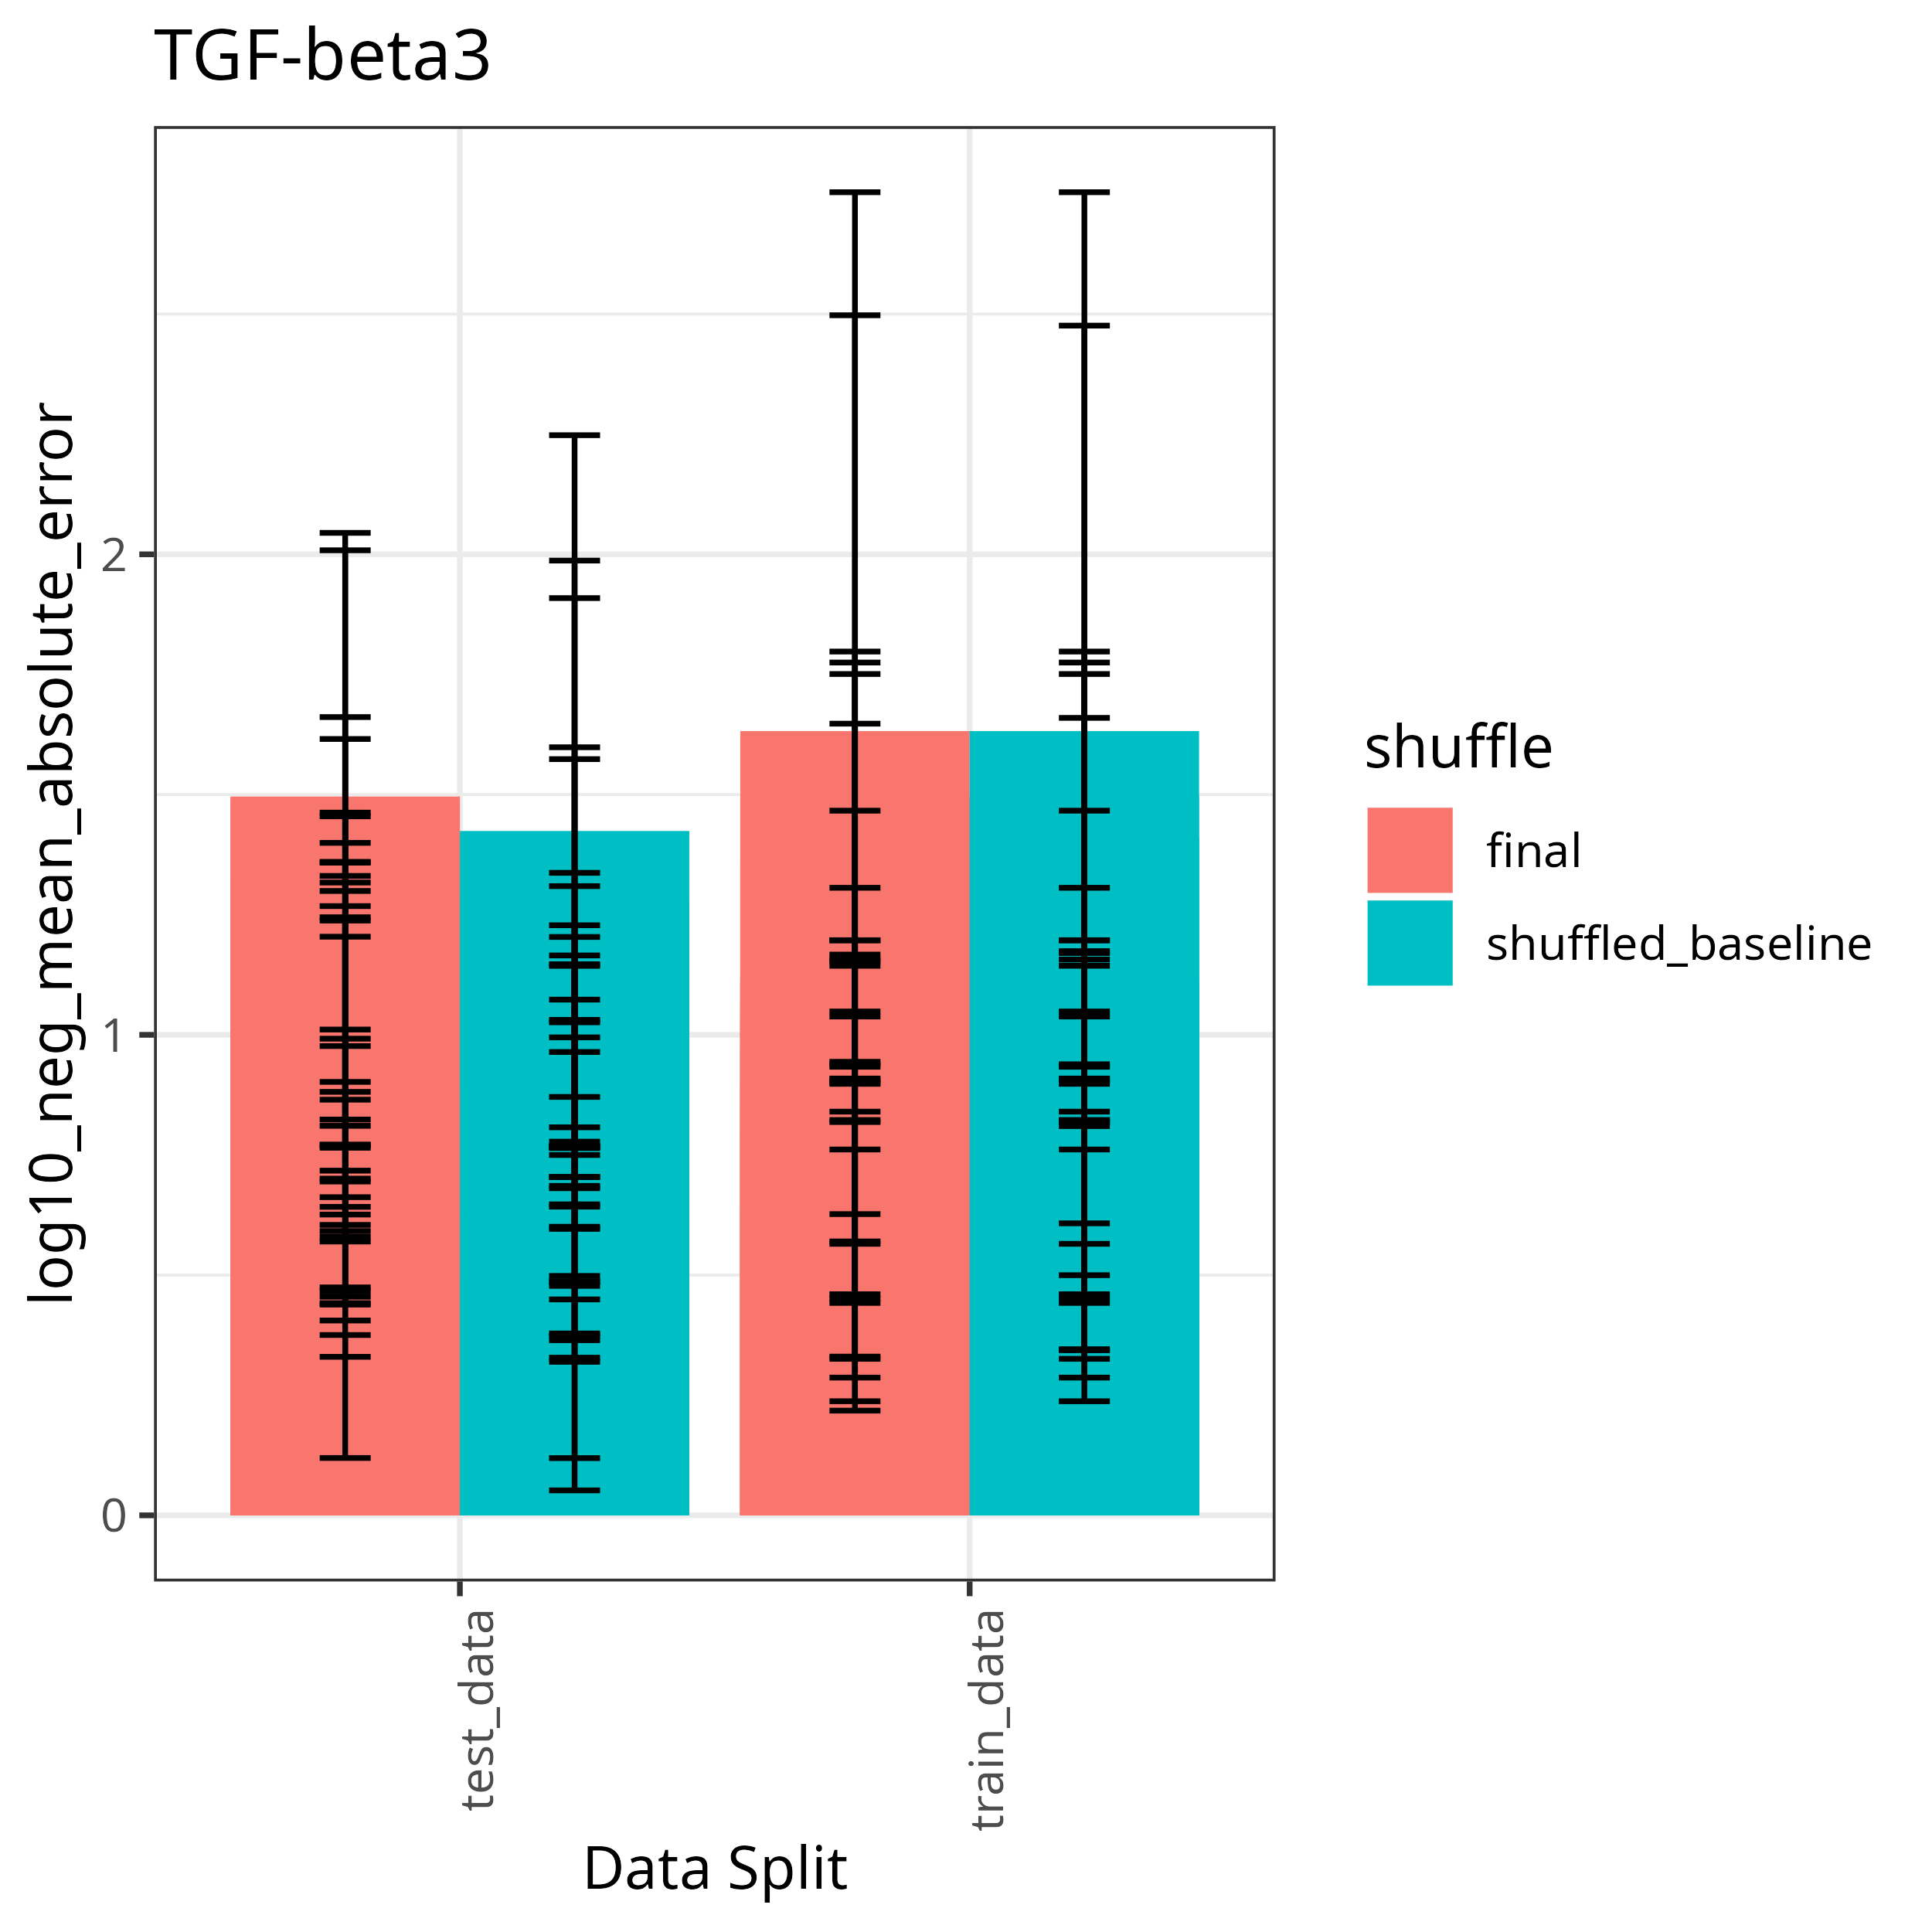 TGF-beta3
log10_neg_mean_absolute_error
2
1
0
test_data
train_data
Data Split
shuffle
final
shuffled_baseline